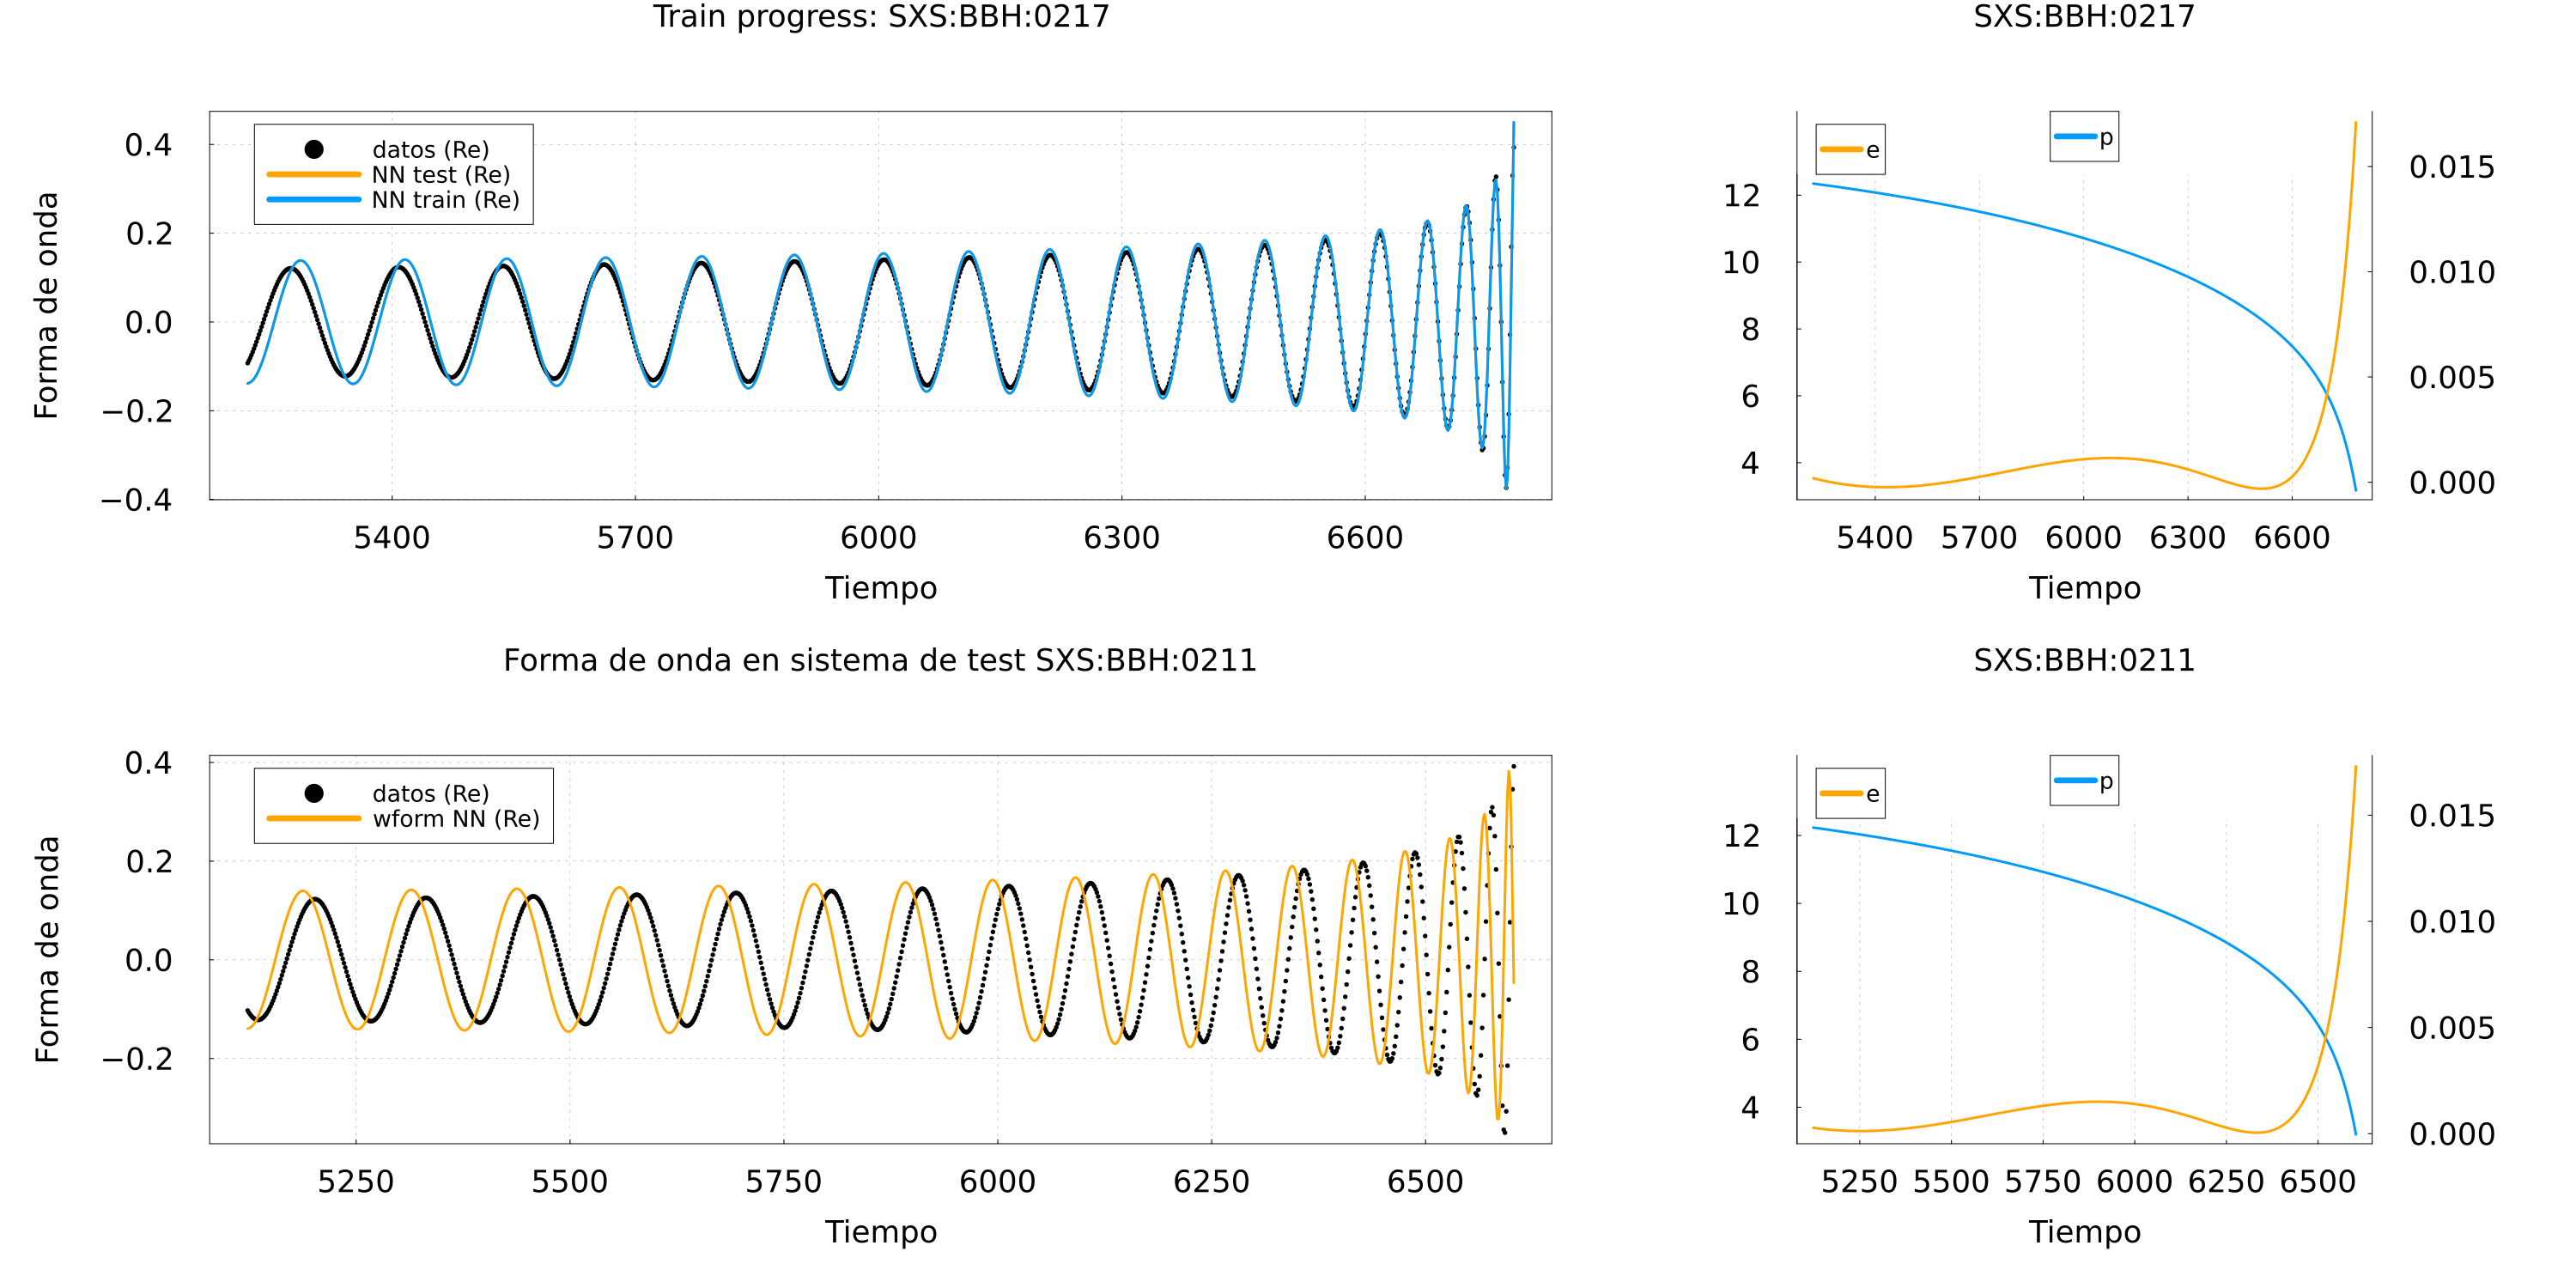 Train progress: SXS:BBH:0217
datos (Re)
NN test (Re)
NN train (Re)
0.4
0.2
0.0
−0.2
−0.4
Forma de onda
5400 5700 6000 6300 6600
Tiempo
SXS:BBH:0217
e
p
12
10
8
6
4
0.015
0.010
0.005
0.000
5400 5700 6000 6300 6600
Tiempo
Forma de onda en sistema de test SXS:BBH:0211
datos (Re)
wform NN (Re)
0.4
0.2
0.0
−0.2
Forma de onda
5250 5500 5750 6000 6250 6500
Tiempo
SXS:BBH:0211
e
p
12
10
8
6
4
0.015
0.010
0.005
0.000
5250 5500 5750 6000 6250 6500
Tiempo